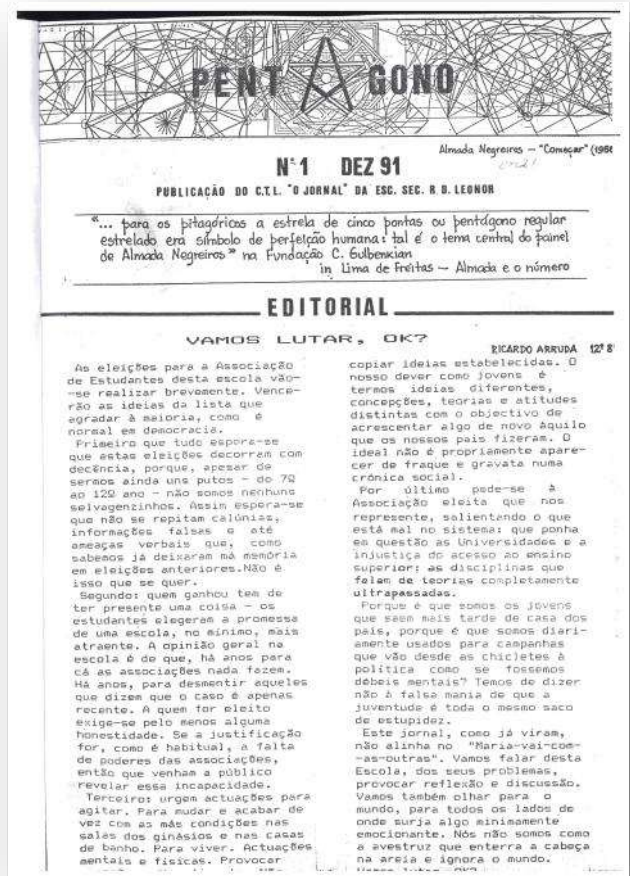 PENT A GONO
Almada Negreiros — "Começar" (196
Nº 1 DEZ 91
PUBLICAÇÃO DO C.T.L. "O JORNAL" DA ESC. SEC. R D. LEONOR
"... para os pitagóricos a estrela de cinco pontas ou pentágono regular
estrelado era símbolo de perfeição humana: tal é o tema central do painel
de Almada Negreiros" na Fundação C. Gulbenkian
in Lima de Freitas — Almada e o número
EDITORIAL
VAMOS LUTAR, OK?
RICARDO ARRUDA 12º 8
As eleições para a Associação
de Estudantes desta escola vão-
-se realizar brevemente. Vence-
rão as ideias da lista que
agradar à maioria, como é
normal em democracia.
Primeiro que tudo espera-se
que estas eleições decorram com
decência, porque, apesar de
sermos ainda uns putos - do 7º
ao 12º ano - não somos nenhuns
selvagenzinhos. Assim espera-se
que não se repitam calúnias,
informações falsas e até
ameaças verbais que, como
sabemos já deixaram má memória
em eleições anteriores.Não é
isso que se quer.
Segundo: quem ganhou tem de
ter presente uma coisa - os
estudantes elegeram a promessa
de uma escola, no mínimo, mais
atraente. A opinião geral na
escola é de que, há anos para
cá as associações nada fazem.
Há anos, para desmentir aqueles
que dizem que o caso é apenas
recente. A quem for eleito
exige-se pelo menos alguma
honestidade. Se a justificação
for, como é habitual, a falta
de poderes das associações,
então que venham a público
revelar essa incapacidade.
Terceiro: urgem actuações para
agitar. Para mudar e acabar de
vez com as más condições nas
salas dos ginásios e nas casas
de banho. Para viver. Actuações
mentais e físicas. Provocar
copiar ideias estabelecidas. O
nosso dever como jovens é
termos ideias diferentes,
concepções, teorias e atitudes
distintas com o objectivo de
acrescentar algo de novo àquilo
que os nossos pais fizeram. O
ideal não é propriamente apare-
cer de fraque e gravata numa
crónica social.
Por último pede-se à
Associação eleita que nos
represente, salientando o que
está mal no sistema: que ponha
em questão as Universidades e a
injustiça do acesso ao ensino
superior; as disciplinas que
falam de teorias completamente
ultrapassadas.
Porque é que somos os jovens
que saem mais tarde de casa dos
pais, porque é que somos diari-
amente usados para campanhas
que vão desde as chicletes à
política como se fossemos
débeis mentais? Temos de dizer
não à falsa mania de que a
juventude é toda o mesmo saco
de estupidez.
Este jornal, como já viram,
não alinha no "Maria-vai-com-
-as-outras". Vamos falar desta
Escola, dos seus problemas,
provocar reflexão e discussão.
Vamos também olhar para o
mundo, para todos os lados de
onde surja algo minimamente
emocionante. Nós não somos como
a avestruz que enterra a cabeça
na areia e ignora o mundo.
Vamos lutar, OK?